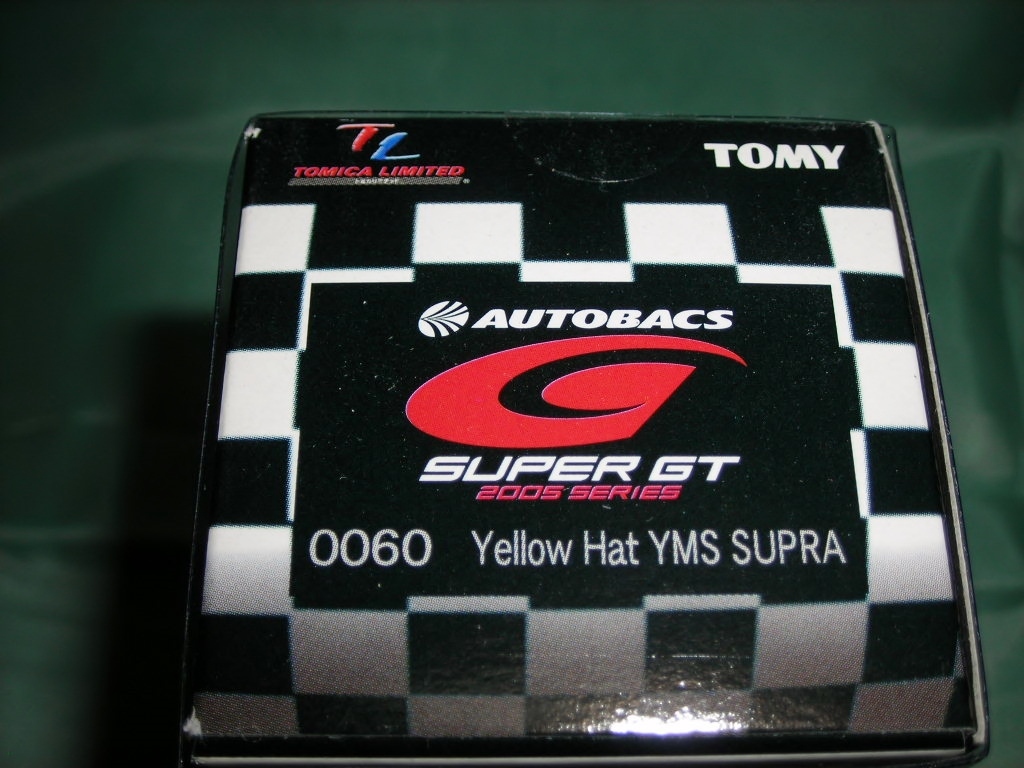 TL
TOMICA LIMITED
TOMY
AUTOBACS
SUPER GT
2005 SERIES
0060 Yellow Hat YMS SUPRA